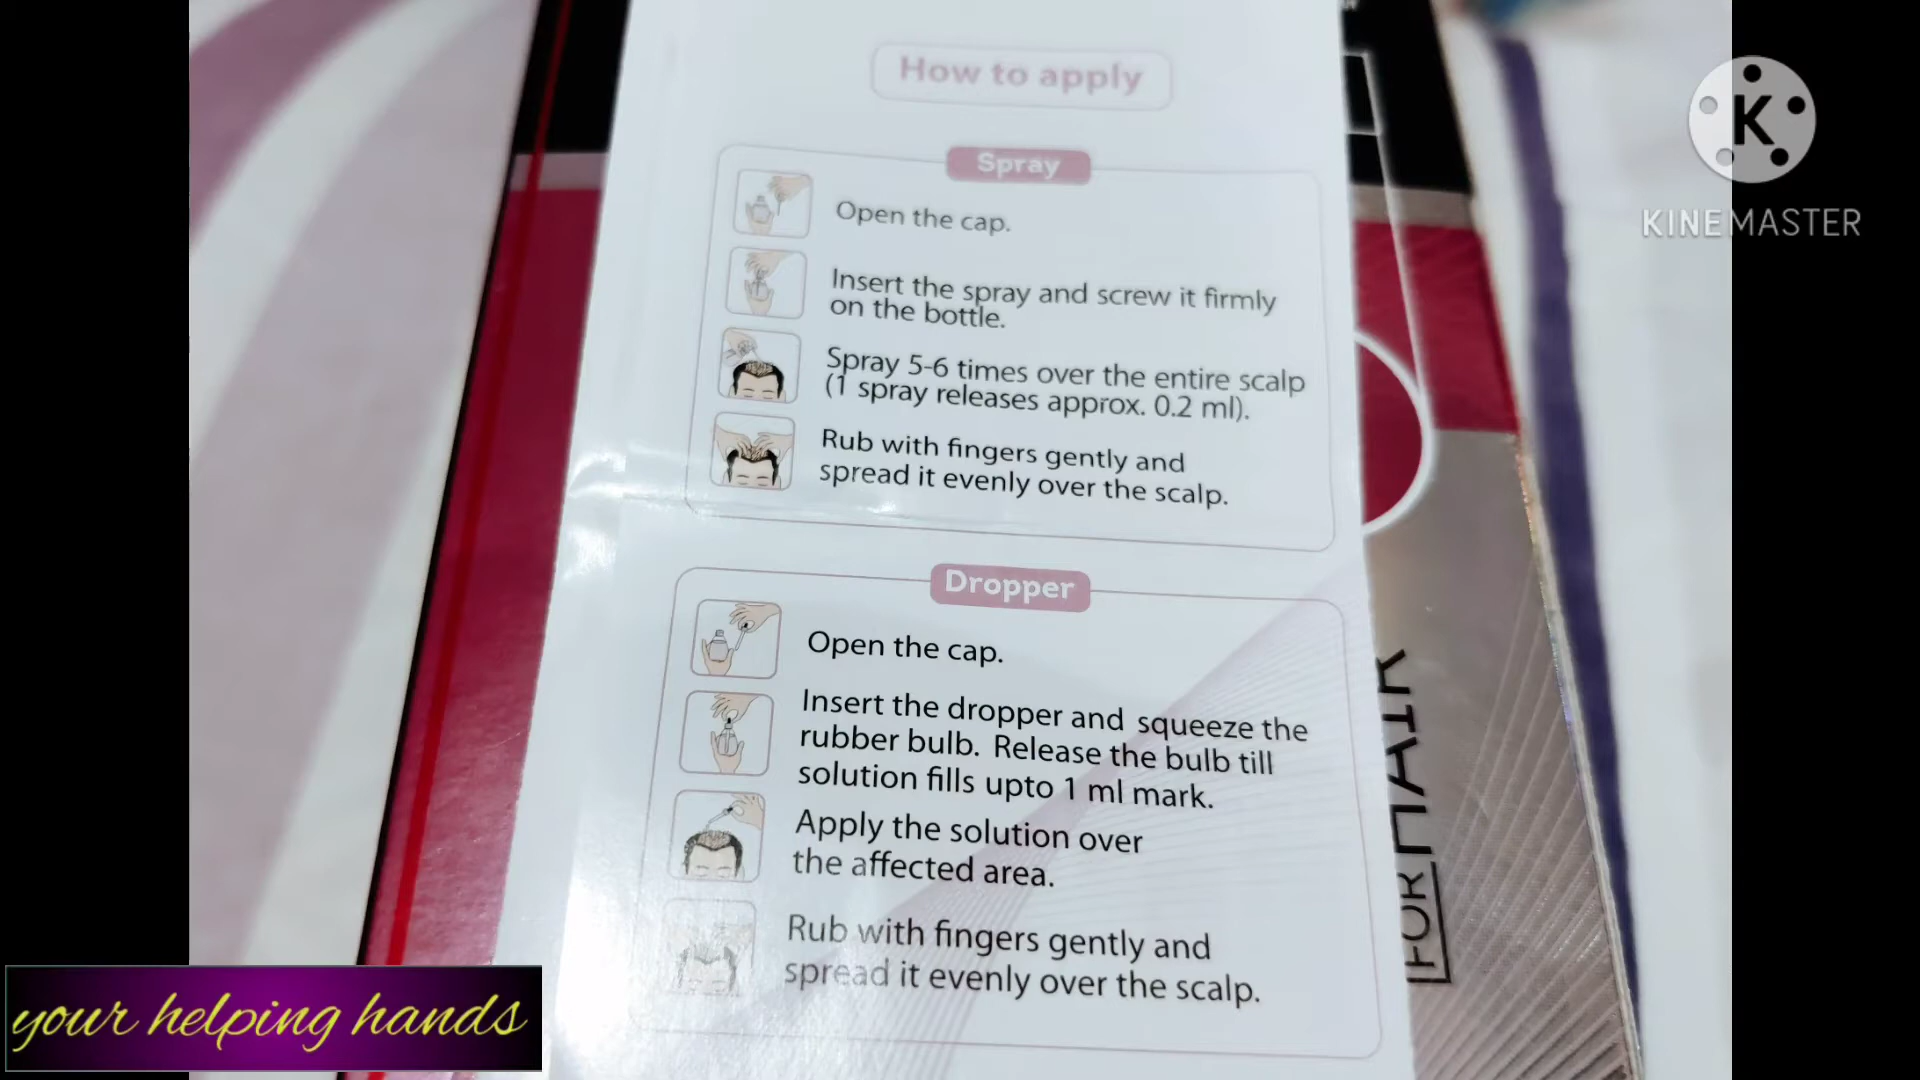 How to apply
Spray
Open the cap.
Insert the spray and screw it firmly
on the bottle.
Spray 5-6 times over the entire scalp
(1 spray releases approx. 0.2 ml).
Rub with fingers gently and
spread it evenly over the scalp.
Dropper
Open the cap.
Insert the dropper and squeeze the
rubber bulb. Release the bulb till
solution fills upto 1 ml mark.
Apply the solution over
the affected area.
Rub with fingers gently and
spread it evenly over the scalp.
FOR HAIR
K
KINEMASTER
your helping hands